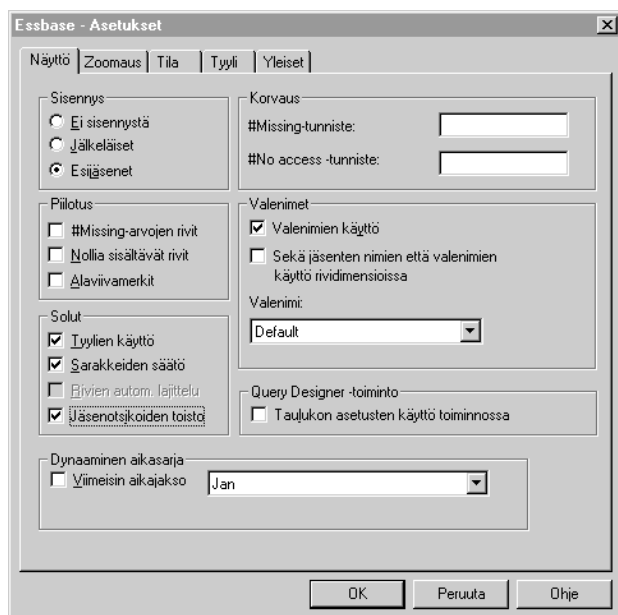 Essbase - Asetukset
Näyttö
Zoomaus
Tila
Tyyli
Yleiset
Sisennys
Ei sisennystä
Jälkeläiset
Esijäsenet
Korvaus
#Missing-tunniste:
#No access -tunniste:
Piilotus
#Missing-arvojen rivit
Nollia sisältävät rivit
Alaviivamerkit
Valenimet
Valenimien käyttö
Sekä jäsenten nimien että valenimien
käyttö rividimensioissa
Valenimi:
Default
Solut
Tyylien käyttö
Sarakkeiden säätö
Rivien autom. lajittelu
Jäsenotsikoiden toisto
Query Designer -toiminto
Taulukon asetusten käyttö toiminnossa
Dynaaminen aikasarja
Viimeisin aikajakso
Jan
OK
Peruuta
Ohje